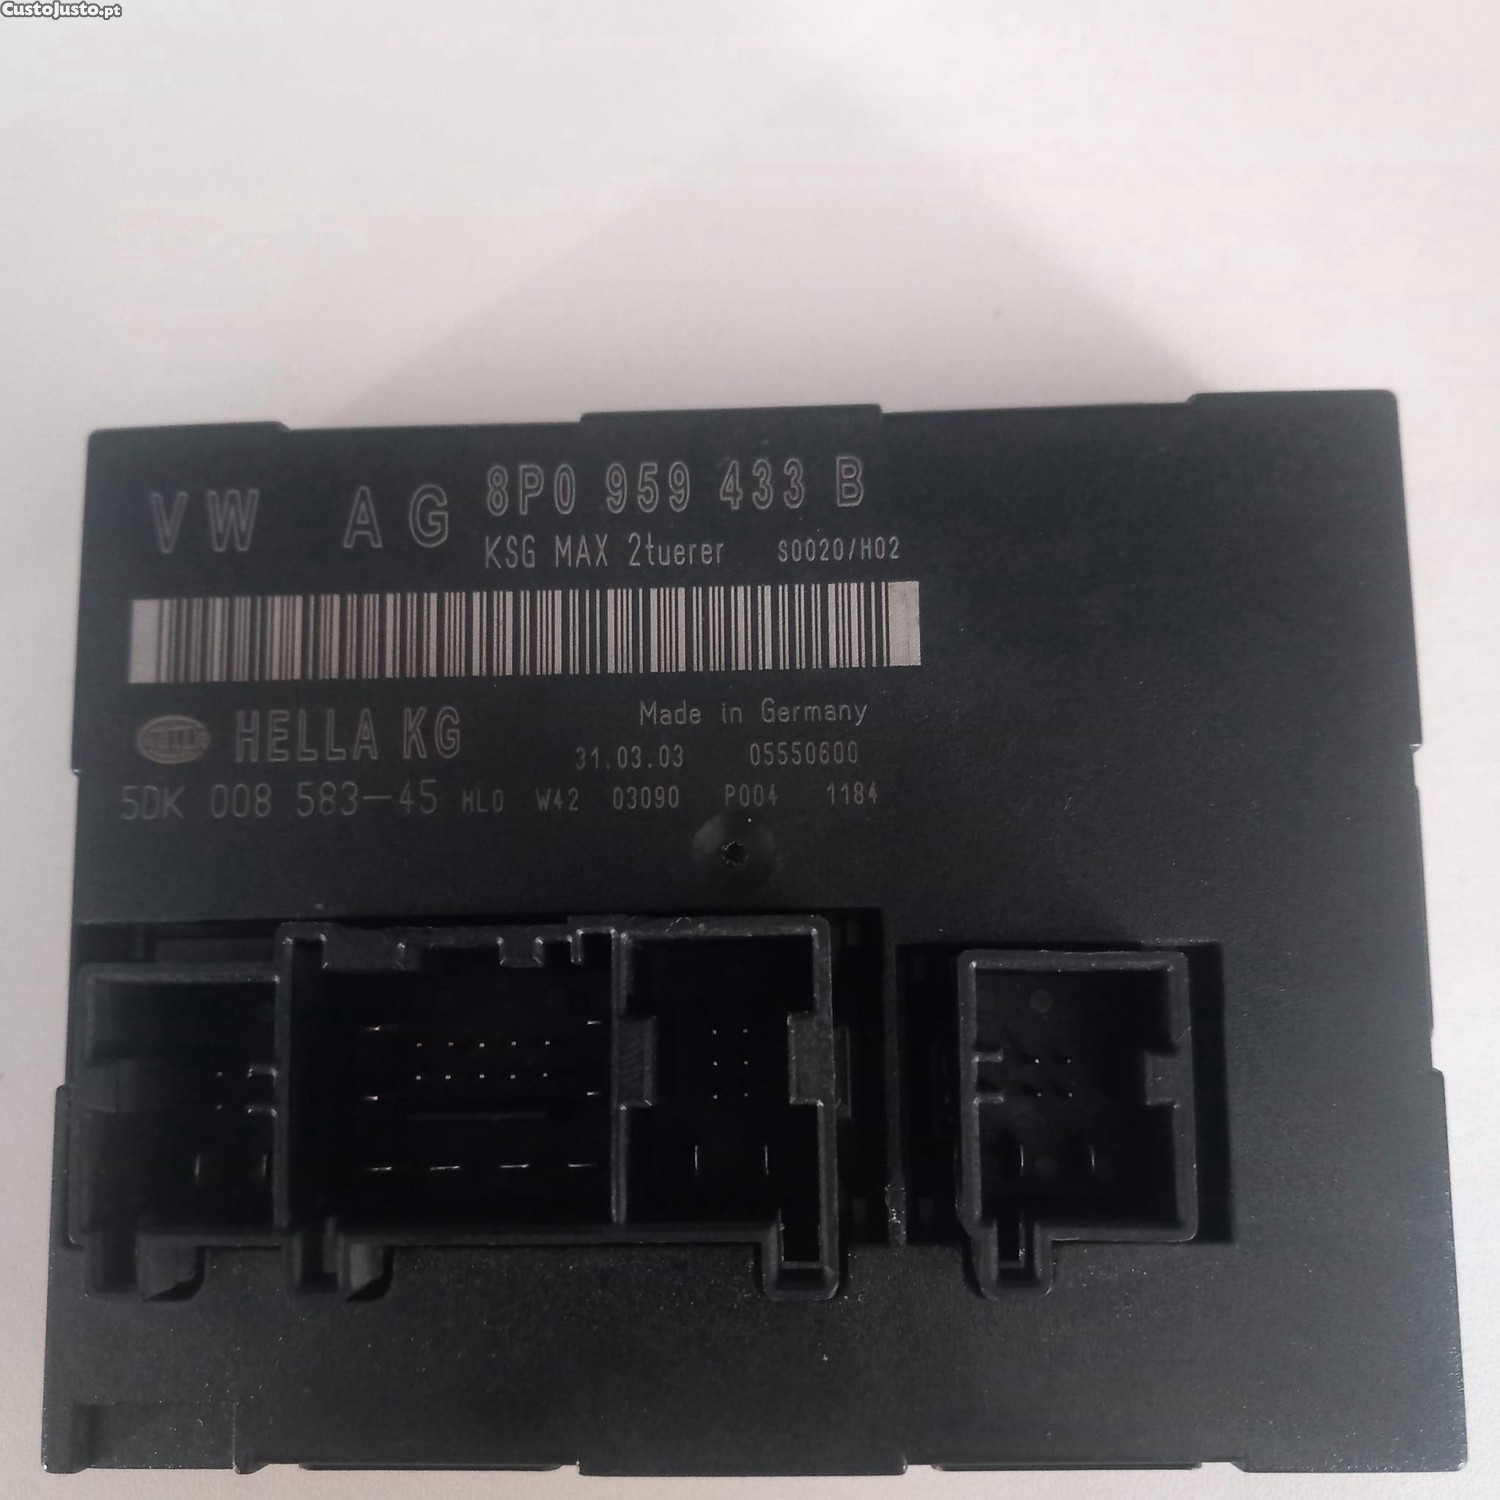 CustoJusto.pt
VW AG 8P0 959 433 B
KSG MAX 2tuerer S0020/H02
HELLA KG
Made in Germany
31.03.03 05550600
5DK 008 583-45 HL0 W42 03090 P004 1184